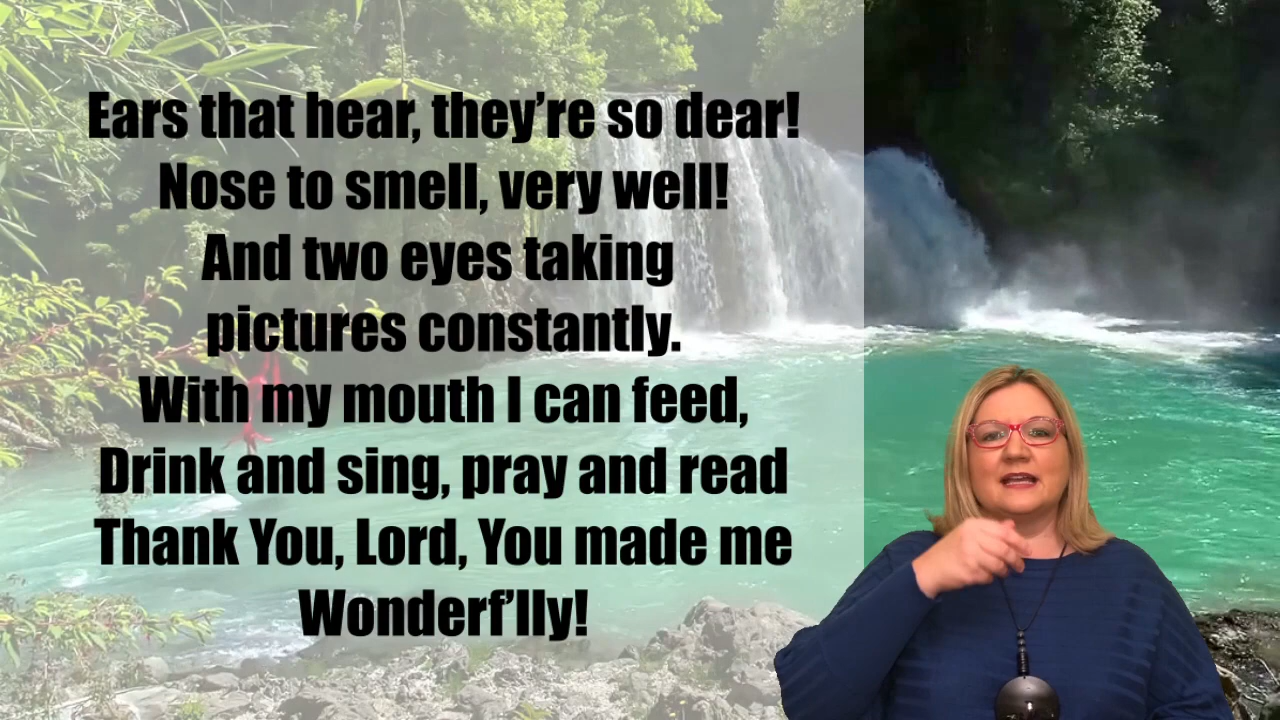 Ears that hear, they’re so dear!
Nose to smell, very well!
And two eyes taking
pictures constantly.
With my mouth I can feed,
Drink and sing, pray and read
Thank You, Lord, You made me
Wonderf’lly!